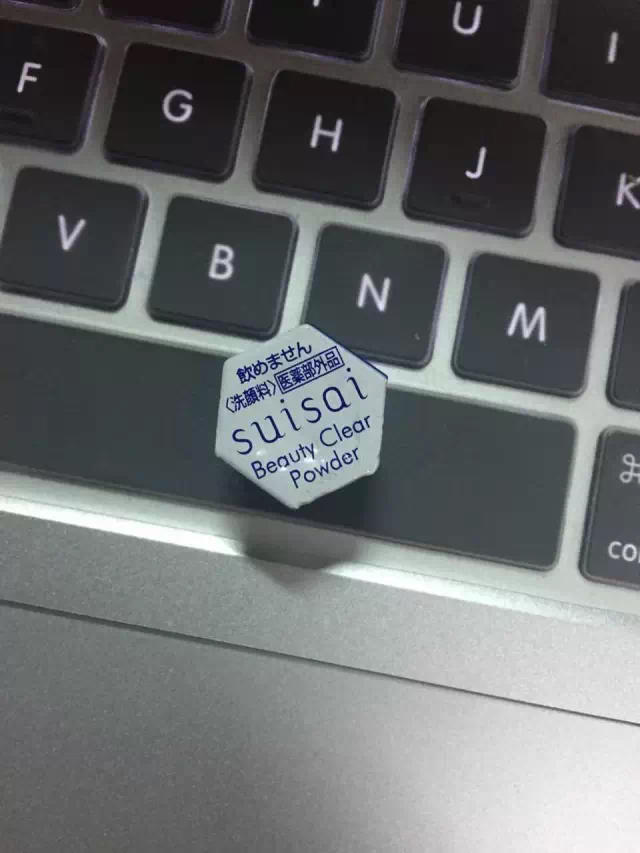 U I
F G H J K
V B N M
飲めません
〈洗顔料〉医薬部外品
suisai
Beauty Clear
Powder
⌘